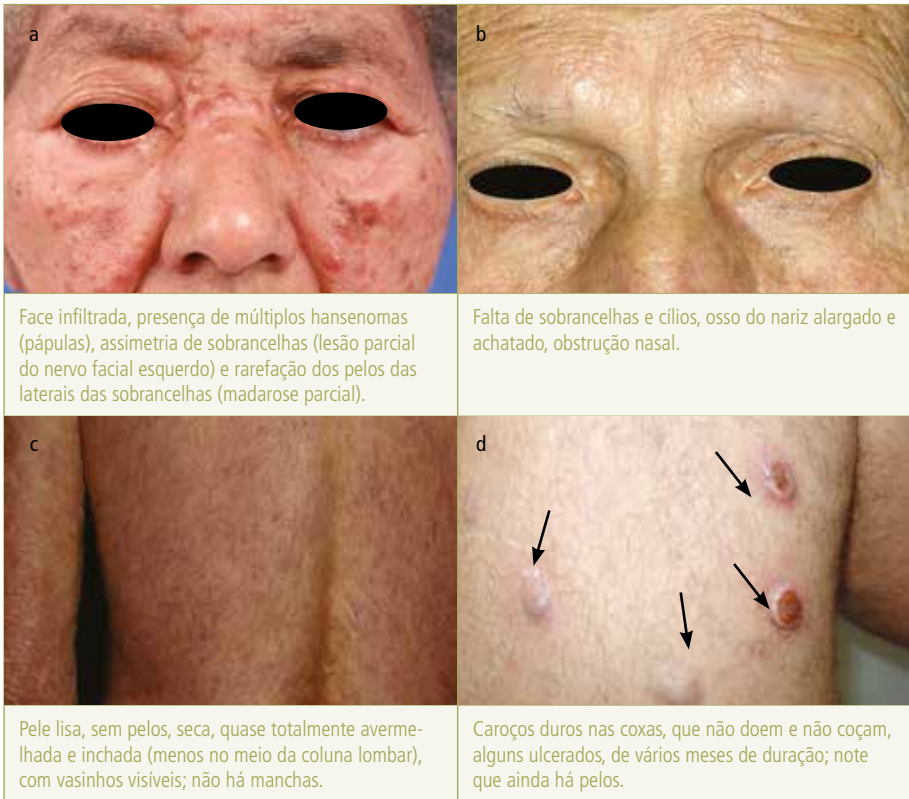 a
b
Face infiltrada, presença de múltiplos hansenomas
(pápulas), assimetria de sobrancelhas (lesão parcial
do nervo facial esquerdo) e rarefação dos pelos das
laterais das sobrancelhas (madarose parcial).
Falta de sobrancelhas e cílios, osso do nariz alargado e
achatado, obstrução nasal.
c
d
Pele lisa, sem pelos, seca, quase totalmente averme-
lhada e inchada (menos no meio da coluna lombar),
com vasinhos visíveis; não há manchas.
Caroços duros nas coxas, que não doem e não coçam,
alguns ulcerados, de vários meses de duração; note
que ainda há pelos.